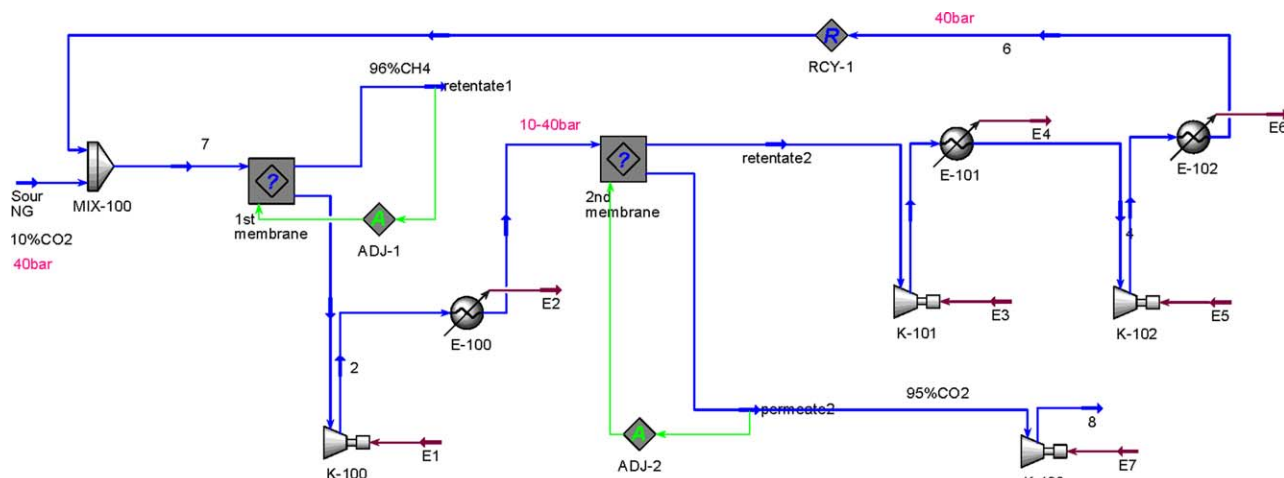 40bar
6
R
RCY-1
96%CH4
retentate1
7
?
Sour
NG
MIX-100
10%CO2
40bar
1st
membrane
A
ADJ-1
10-40bar
?
2nd
membrane
retentate2
E4
E-101
E6
E-102
4
E2
E-100
2
K-100
E1
K-101
E3
K-102
E5
95%CO2
permeate2
8
A
ADJ-2
E7